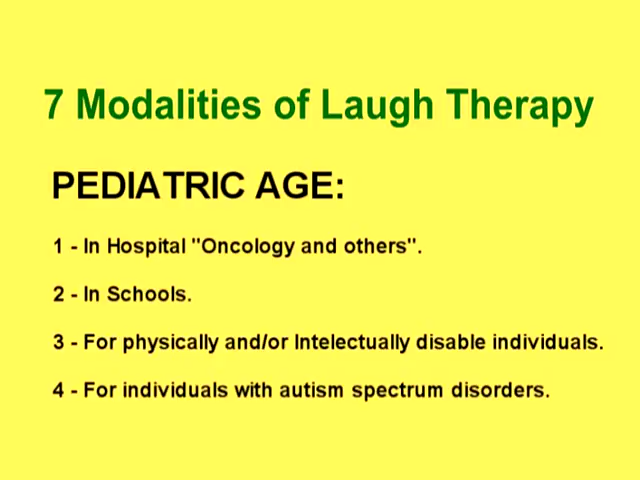 7 Modalities of Laugh Therapy
PEDIATRIC AGE:
1 - In Hospital "Oncology and others".
2 - In Schools.
3 - For physically and/or Intelectually disable individuals.
4 - For individuals with autism spectrum disorders.